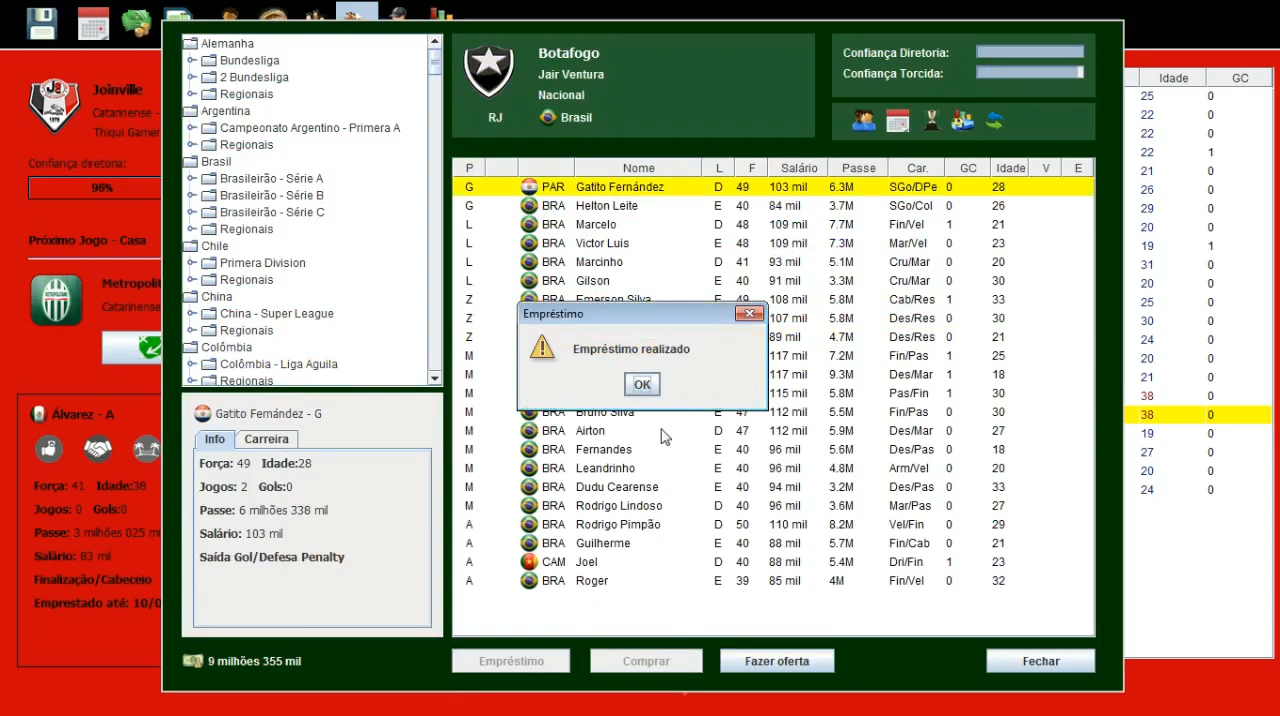 Joinville
Catarinense -
Thiqui Gamer
Confiança diretoria:
96%
Próximo Jogo - Casa
Metropolit
Catarinense
Álvarez - A
Força: 41 Idade:38
Jogos: 0 Gols:0
Passe: 3 milhões 025 m
Salário: 83 mil
Finalização/Cabeceio
Emprestado até: 10/0
Alemanha
Bundesliga
2 Bundesliga
Regionais
Argentina
Campeonato Argentino - Primera A
Regionais
Brasil
Brasileirão - Série A
Brasileirão - Série B
Brasileirão - Série C
Regionais
Chile
Primera Division
Regionais
China
China - Super League
Regionais
Colômbia
Colômbia - Liga Aguila
Regionais
Gatito Fernández - G
Info Carreira
Força: 49 Idade:28
Jogos: 2 Gols:0
Passe: 6 milhões 338 mil
Salário: 103 mil
Saída Gol/Defesa Penalty
9 milhões 355 mil
Botafogo
Jair Ventura
Nacional
RJ Brasil
Confiança Diretoria:
Confiança Torcida:
P Nome L F Salário Passe Car. GC Idade V E
G PAR Gatito Fernández D 49 103 mil 6.3M SGo/DPe 0 28
G BRA Helton Leite E 40 84 mil 3.7M SGo/Col 0 26
L BRA Marcelo D 48 109 mil 7.7M Fin/Vel 1 21
L BRA Victor Luis E 48 109 mil 7.3M Mar/Vel 0 23
L BRA Marcinho D 41 93 mil 5.1M Cru/Mar 0 20
L BRA Gilson E 40 91 mil 3.3M Cru/Mar 0 30
Z BRA Emerson Silva E 49 108 mil 5.8M Cab/Res 1 33
Z 5.8M Des/Res 0 30
Z 89 mil 4.7M Des/Res 0 21
M 117 mil 7.2M Fin/Pas 1 25
M 117 mil 9.3M Des/Mar 1 18
M 115 mil 5.8M Pas/Fin 1 30
M BRA Bruno Silva E 47 112 mil 5.5M Fin/Pas 0 30
M BRA Airton D 47 112 mil 5.9M Des/Mar 0 27
M BRA Fernandes E 40 96 mil 5.6M Des/Pas 0 18
M BRA Leandrinho E 40 96 mil 4.8M Arm/Vel 0 20
M BRA Dudu Cearense E 40 94 mil 3.2M Des/Pas 0 33
M BRA Rodrigo Lindoso D 40 96 mil 3.6M Mar/Pas 0 27
A BRA Rodrigo Pimpão D 50 110 mil 7.2M Vel/Fin 0 29
A BRA Guilherme E 40 88 mil 5.7M Fin/Cab 0 21
A CAM Joel D 40 88 mil 5.4M Dri/Fin 1 23
A BRA Roger E 39 85 mil 4M Fin/Vel 0 32
Empréstimo
Empréstimo realizado
OK
Empréstimo Comprar Fazer oferta Fechar
Idade GC
25 0
22 0
22 0
22 1
21 0
26 0
29 0
20 0
19 1
31 0
20 0
25 0
30 0
24 0
20 0
21 0
38 0
38 0
19 0
27 0
20 0
24 0